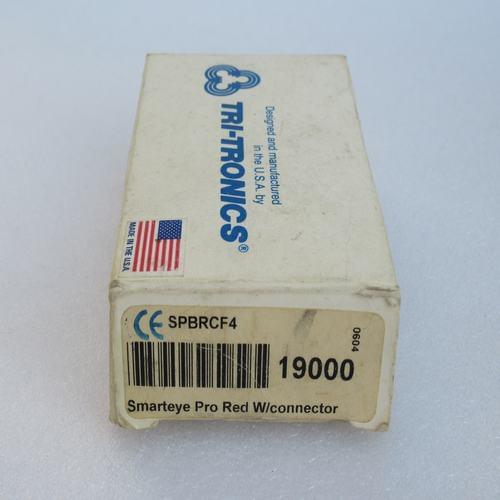 Designed and manufactured
in the U.S.A. by
TRI-TRONICS®
MADE IN THE U.S.A.
CE SPBRCF4
0604
19000
Smarteye Pro Red W/connector